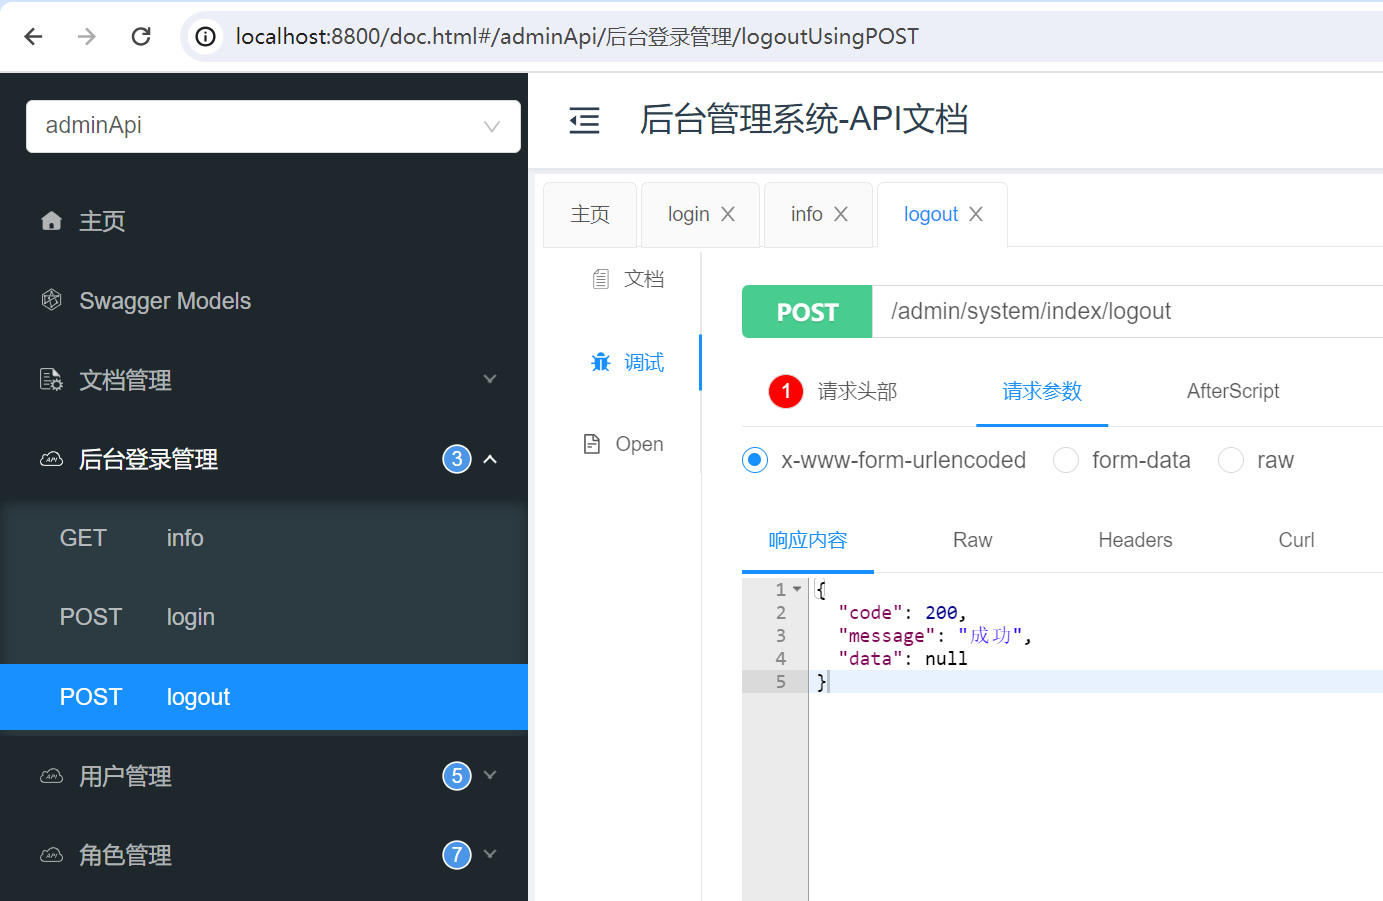 localhost:8800/doc.html#/adminApi/后台登录管理/logoutUsingPOST
adminApi
主页
Swagger Models
文档管理
后台登录管理 3
GET info
POST login
POST logout
用户管理 5
角色管理 7
后台管理系统-API文档
主页 login info logout
文档
调试
Open
POST /admin/system/index/logout
1 请求头部 请求参数 AfterScript
x-www-form-urlencoded form-data raw
响应内容 Raw Headers Curl
1 {
2 "code": 200,
3 "message": "成功",
4 "data": null
5 }